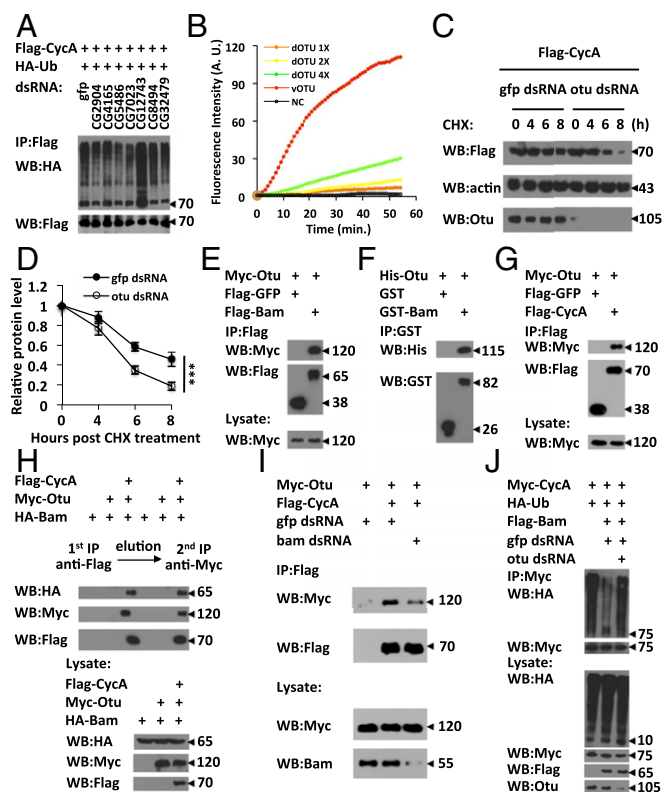 A
Flag-CycA + + + + + + + +
HA-Ub + + + + + + + +
dsRNA: gfp CG2904 CG4165 CG5486 CG7023 CG12743 CG8494 CG32479
IP:Flag
WB:HA
70
WB:Flag 70
B
Fluorescence Intensity (A. U.)
120
90
60
30
0
0 10 20 30 40 50 60
Time (min.)
dOTU 1X
dOTU 2X
dOTU 4X
vOTU
NC
C
Flag-CycA
gfp dsRNA otu dsRNA
CHX: 0 4 6 8 0 4 6 8 (h)
WB:Flag 70
WB:actin 43
WB:Otu 105
D
Relative protein level
1.2
1
0.8
0.6
0.4
0.2
0
0 4 6 8
Hours post CHX treatment
gfp dsRNA
otu dsRNA
***
E
Myc-Otu + +
Flag-GFP +
Flag-Bam +
IP:Flag
WB:Myc 120
WB:Flag 65
38
Lysate:
WB:Myc 120
F
His-Otu + +
GST +
GST-Bam +
IP:GST
WB:His 115
WB:GST 82
26
G
Myc-Otu + +
Flag-GFP +
Flag-CycA +
IP:Flag
WB:Myc 120
WB:Flag 70
38
Lysate:
WB:Myc 120
H
Flag-CycA + +
Myc-Otu + + + +
HA-Bam + + + + + +
1st IP anti-Flag
elution
2nd IP anti-Myc
WB:HA 65
WB:Myc 120
WB:Flag 70
Lysate:
Flag-CycA +
Myc-Otu + +
HA-Bam + + +
WB:HA 65
WB:Myc 120
WB:Flag 70
I
Myc-Otu + + +
Flag-CycA + +
gfp dsRNA + +
bam dsRNA +
IP:Flag
WB:Myc 120
WB:Flag 70
Lysate:
WB:Myc 120
WB:Bam 55
J
Myc-CycA + + +
HA-Ub + + +
Flag-Bam + +
gfp dsRNA + +
otu dsRNA +
IP:Myc
WB:HA
75
WB:Myc 75
Lysate:
WB:HA
10
WB:Myc 75
WB:Flag 65
WB:Otu 105